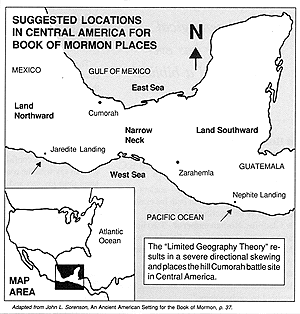 SUGGESTED LOCATIONS
IN CENTRAL AMERICA FOR
BOOK OF MORMON PLACES
N
MEXICO
GULF OF MEXICO
East Sea
Cumorah
Land
Northward
Narrow
Neck
Land Southward
Jaredite Landing
West Sea
Zarahemla
GUATEMALA
Nephite Landing
PACIFIC OCEAN
Atlantic
Ocean
MAP
AREA
The "Limited Geography Theory" re-
sults in a severe directional skewing
and places the hill Cumorah battle site
in Central America.
Adapted from John L. Sorenson, An Ancient American Setting for the Book of Mormon, p. 37.